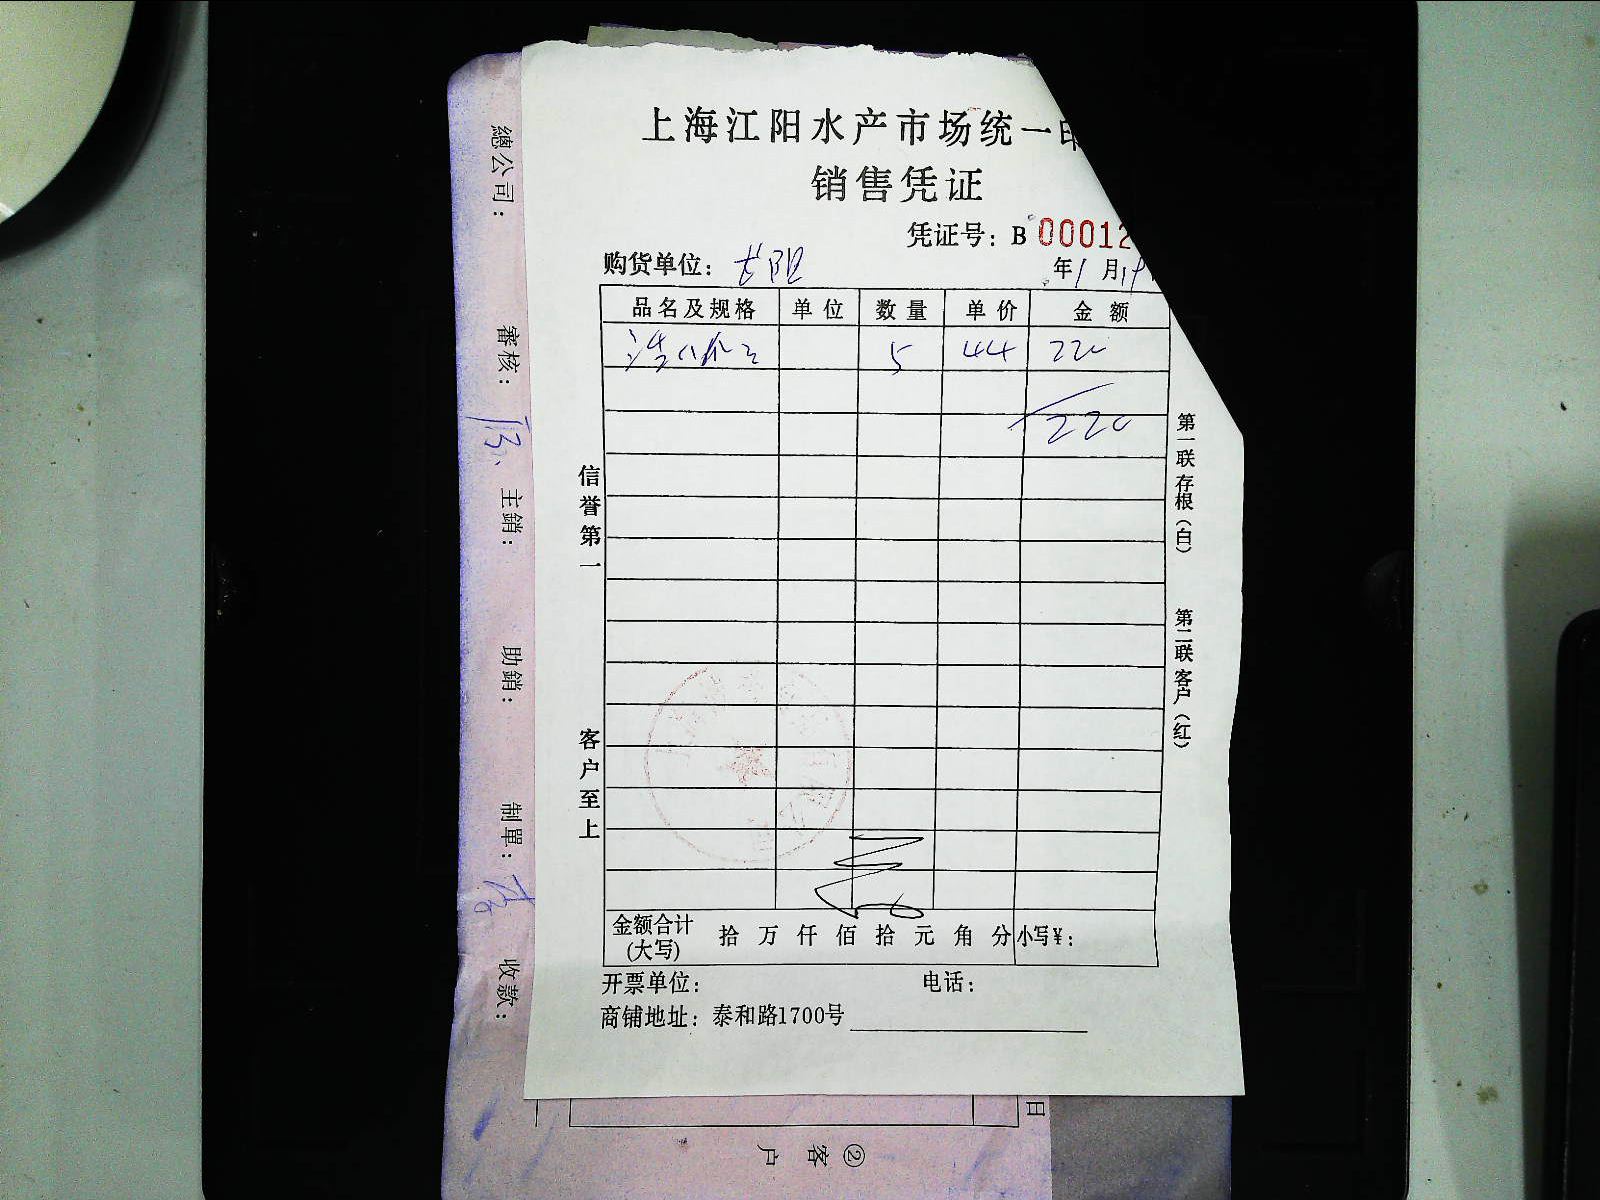 上海江阳水产市场统一印
销售凭证
凭证号：B 00012
购货单位： 年1月19
品名及规格 单位 数量 单价 金额
5 44 220
220
信誉第一
客户至上
第一联 存根（白）
第二联 客户（红）
金额合计（大写） 拾 万 仟 佰 拾 元 角 分 小写¥：
开票单位： 电话：
商铺地址：泰和路1700号
總公司：
審核：
主銷：
助銷：
制單：
收款：
日
②客户